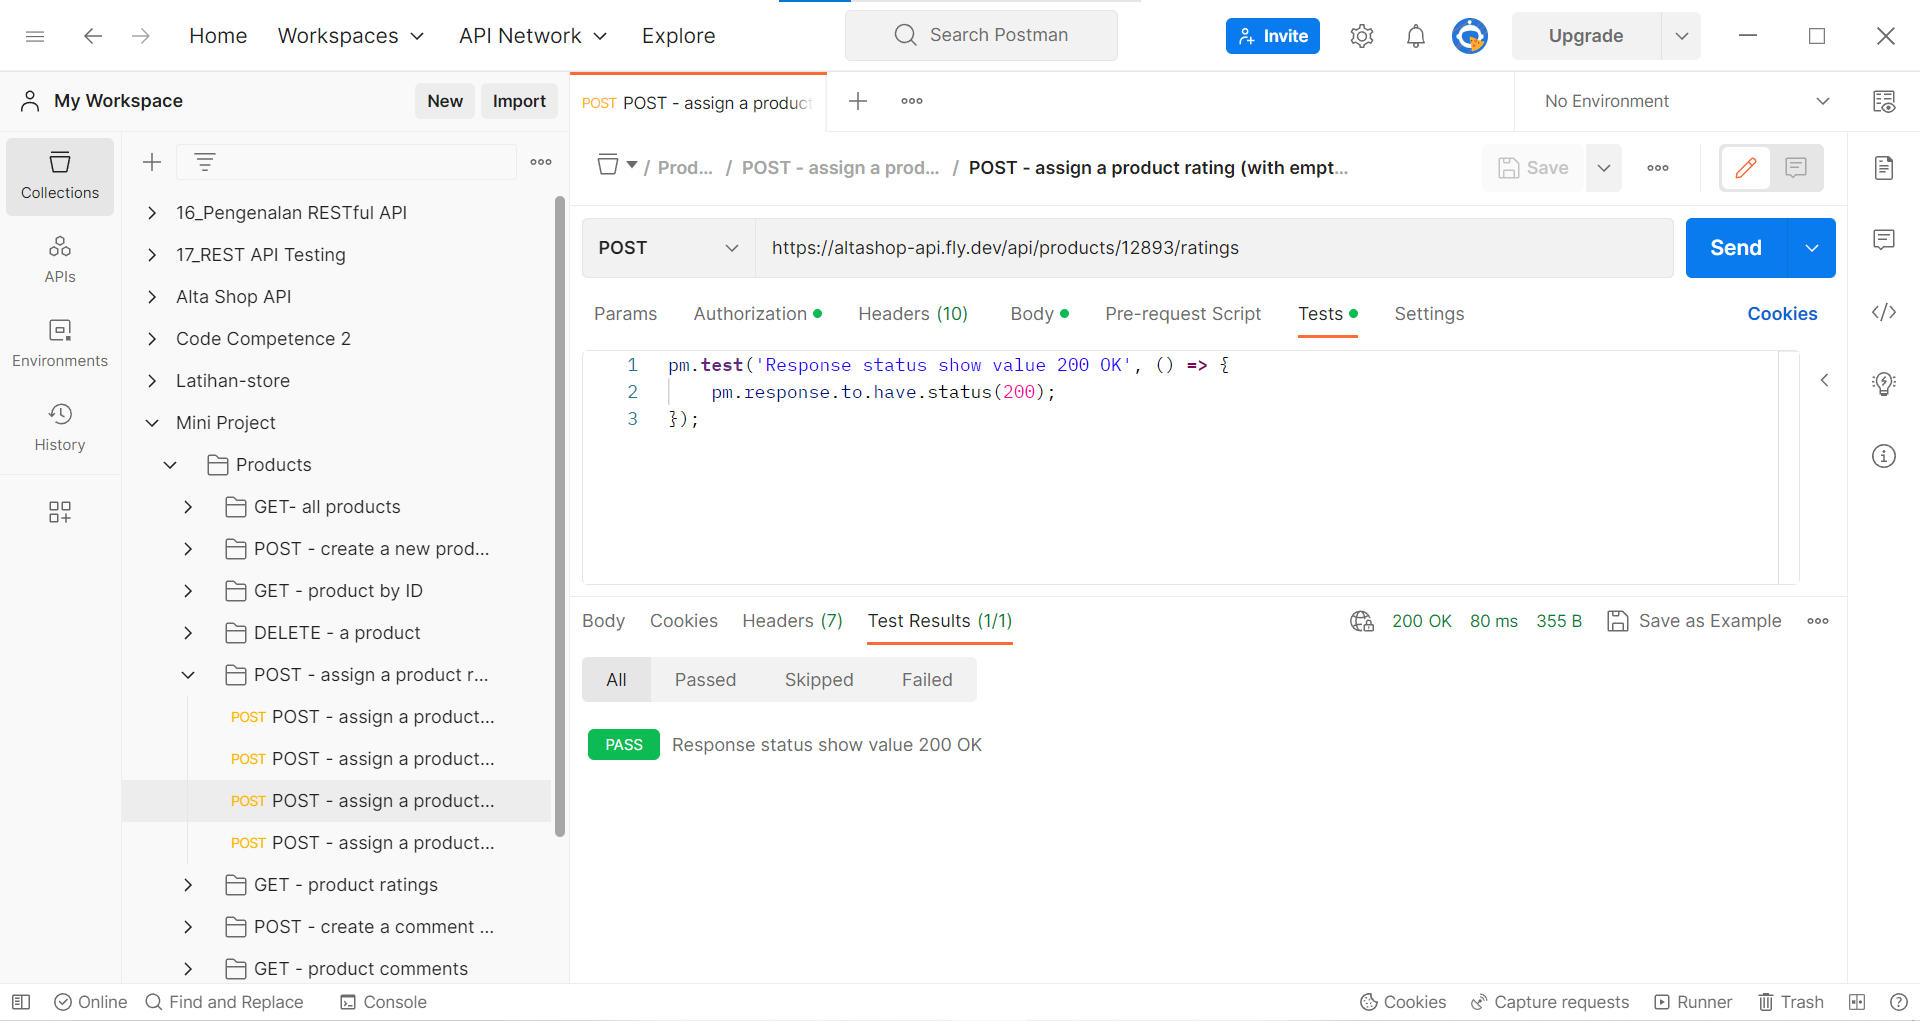 Home Workspaces API Network Explore Search Postman Invite Upgrade
My Workspace New Import
POST POST - assign a product No Environment
Collections
APIs
Environments
History
16_Pengenalan RESTful API
17_REST API Testing
Alta Shop API
Code Competence 2
Latihan-store
Mini Project
Products
GET- all products
POST - create a new prod...
GET - product by ID
DELETE - a product
POST - assign a product r...
POST POST - assign a product...
POST POST - assign a product...
POST POST - assign a product...
POST POST - assign a product...
GET - product ratings
POST - create a comment ...
GET - product comments
/ Prod... / POST - assign a prod... / POST - assign a product rating (with empt... Save
POST https://altashop-api.fly.dev/api/products/12893/ratings Send
Params Authorization Headers (10) Body Pre-request Script Tests Settings Cookies
1 pm.test('Response status show value 200 OK', () => {
2 pm.response.to.have.status(200);
3 });
Body Cookies Headers (7) Test Results (1/1) 200 OK 80 ms 355 B Save as Example
All Passed Skipped Failed
PASS Response status show value 200 OK
Online Find and Replace Console Cookies Capture requests Runner Trash